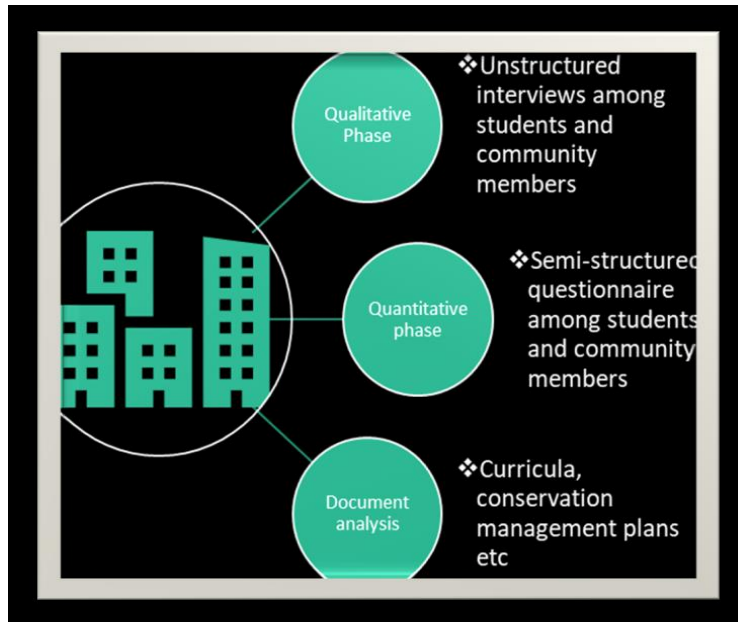 Qualitative
Phase
❖Unstructured
interviews among
students and
community
members
Quantitative
phase
❖Semi-structured
questionnaire
among students
and community
members
Document
analysis
❖Curricula,
conservation
management plans
etc